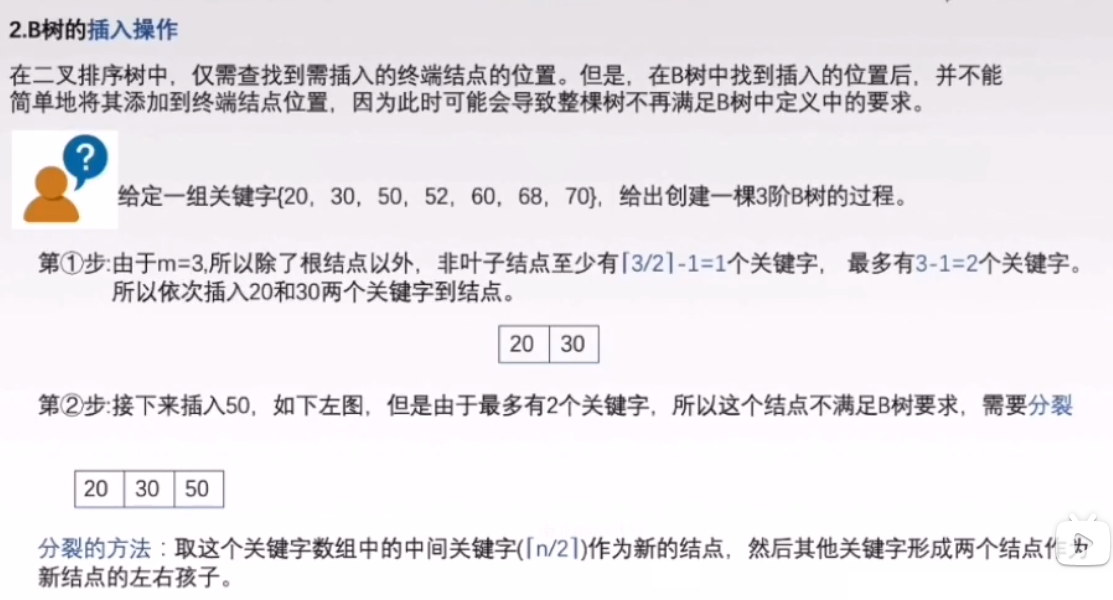 2.B树的插入操作
在二叉排序树中，仅需查找到需插入的终端结点的位置。但是，在B树中找到插入的位置后，并不能
简单地将其添加到终端结点位置，因为此时可能会导致整棵树不再满足B树中定义中的要求。
?
给定一组关键字{20，30，50，52，60，68，70}，给出创建一棵3阶B树的过程。
第①步:由于m=3,所以除了根结点以外，非叶子结点至少有⌈3/2⌉-1=1个关键字， 最多有3-1=2个关键字。
所以依次插入20和30两个关键字到结点。
20 30
第②步:接下来插入50，如下左图，但是由于最多有2个关键字，所以这个结点不满足B树要求，需要分裂
20 30 50
分裂的方法：取这个关键字数组中的中间关键字(⌈n/2⌉)作为新的结点，然后其他关键字形成两个结点作为
新结点的左右孩子。